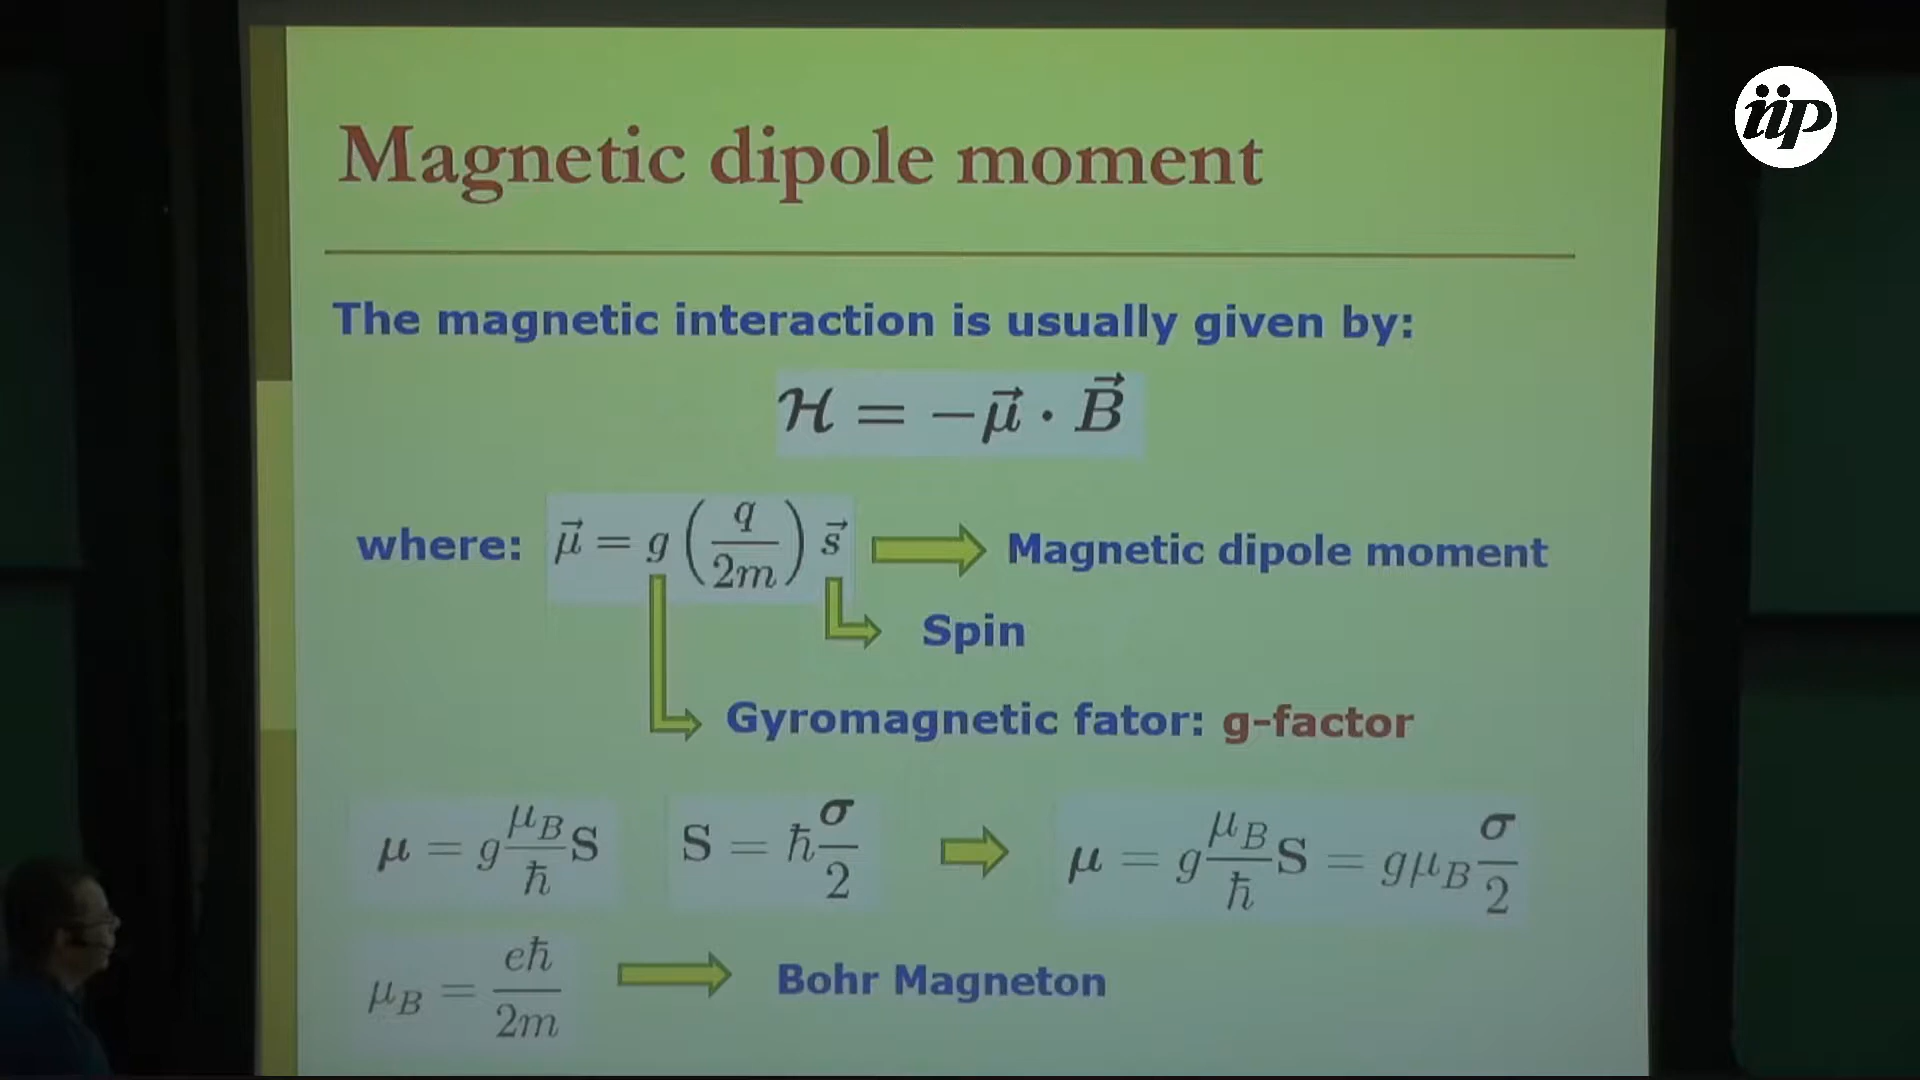 iip
Magnetic dipole moment
The magnetic interaction is usually given by:
ℋ = −μ⃗ · B⃗
where: μ⃗ = g (q/2m) s⃗ Magnetic dipole moment
Spin
Gyromagnetic fator: g-factor
μ = g μ_B/ħ S S = ħ σ/2 μ = g μ_B/ħ S = gμ_B σ/2
μ_B = eħ/2m Bohr Magneton